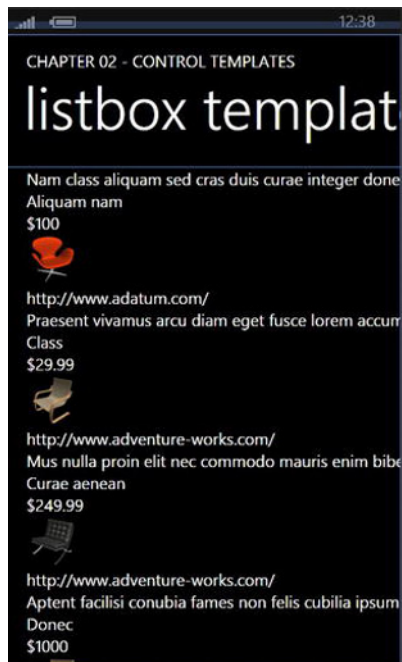 12:38
CHAPTER 02 - CONTROL TEMPLATES
listbox templat
Nam class aliquam sed cras duis curae integer done
Aliquam nam
$100
http://www.adatum.com/
Praesent vivamus arcu diam eget fusce lorem accum
Class
$29.99
http://www.adventure-works.com/
Mus nulla proin elit nec commodo mauris enim bibe
Curae aenean
$249.99
http://www.adventure-works.com/
Aptent facilisi conubia fames non felis cubilia ipsum
Donec
$1000